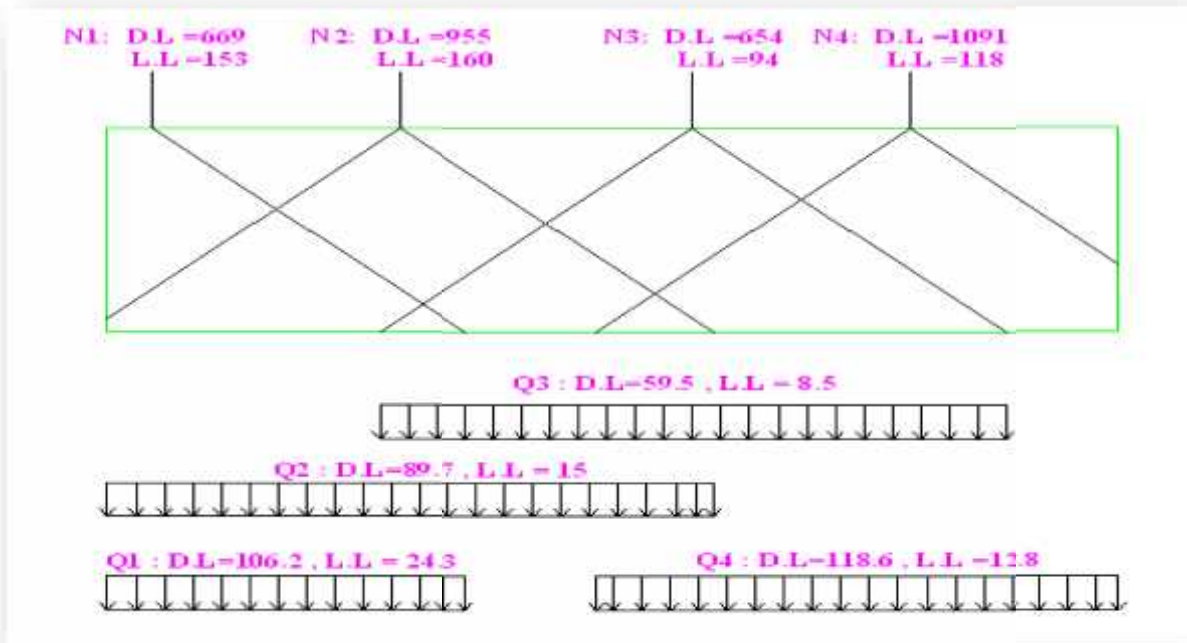 N1: D.L =669
L.L =153
N2: D.L =955
L.L =160
N3: D.L =654
L.L =94
N4: D.L =1091
L.L =118
Q3 : D.L=59.5 , L.L = 8.5
Q2 : D.L=89.7 , L.L = 15
Q1 : D.L=106.2 , L.L = 24.3
Q4 : D.L=118.6 , L.L =12.8